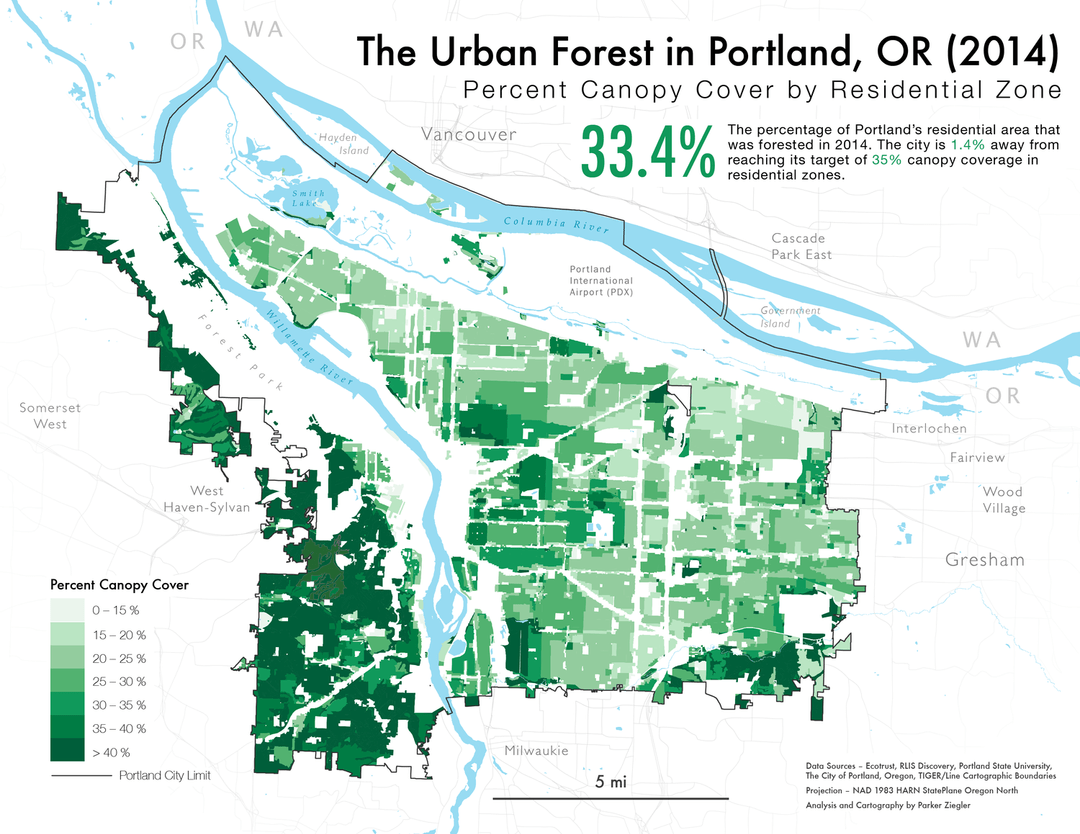 The Urban Forest in Portland, OR (2014)
Percent Canopy Cover by Residential Zone
33.4%
The percentage of Portland's residential area that
was forested in 2014. The city is 1.4% away from
reaching its target of 35% canopy coverage in
residential zones.
OR
WA
Hayden
Island
Vancouver
Smith
Lake
Columbia River
Cascade
Park East
Portland
International
Airport (PDX)
Government
Island
Willamette River
Forest Park
WA
OR
Somerset
West
Interlochen
Fairview
West
Haven-Sylvan
Wood
Village
Gresham
Percent Canopy Cover
0 – 15 %
15 – 20 %
20 – 25 %
25 – 30 %
30 – 35 %
35 – 40 %
> 40 %
Portland City Limit
Milwaukie
5 mi
Data Sources – Ecotrust, RLIS Discovery, Portland State University,
The City of Portland, Oregon, TIGER/Line Cartographic Boundaries
Projection – NAD 1983 HARN StatePlane Oregon North
Analysis and Cartography by Parker Ziegler